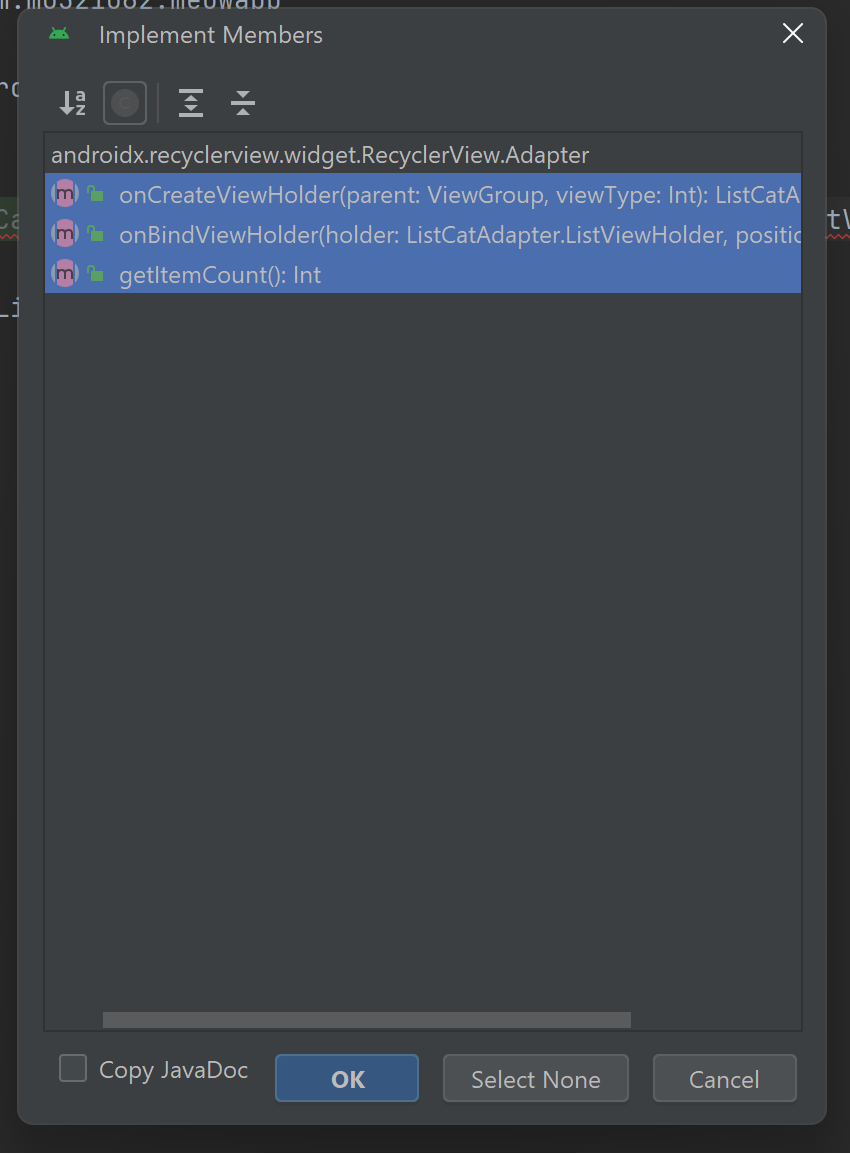 Implement Members
androidx.recyclerview.widget.RecyclerView.Adapter
onCreateViewHolder(parent: ViewGroup, viewType: Int): ListCatA
onBindViewHolder(holder: ListCatAdapter.ListViewHolder, positio
getItemCount(): Int
Copy JavaDoc
OK
Select None
Cancel